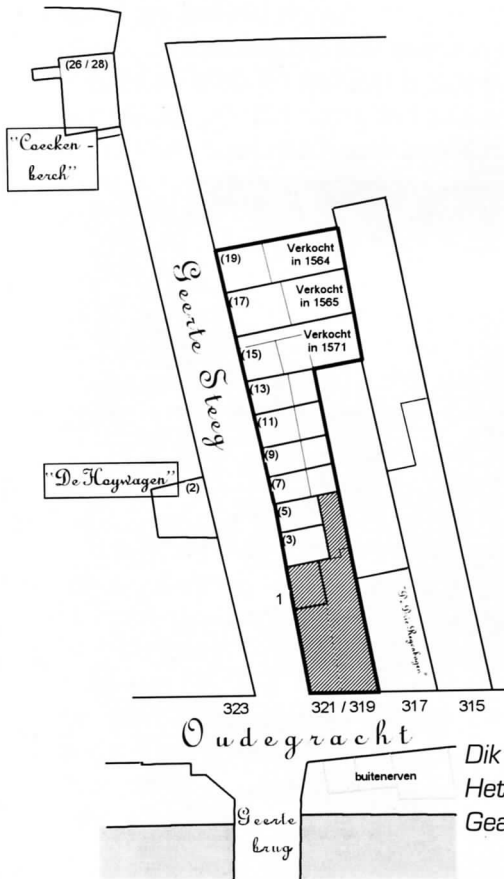 (26 / 28)
"Caecken -
berch"
Geerte Steeg
(19)
Verkocht
in 1564
(17)
Verkocht
in 1565
(15)
Verkocht
in 1571
(13)
(11)
(9)
(7)
(5)
(3)
1
"De Hoywagen"
(2)
323
321 / 319
317
315
Oudegracht
buitenerven
Geerte
brug
Dik
Het
Gea